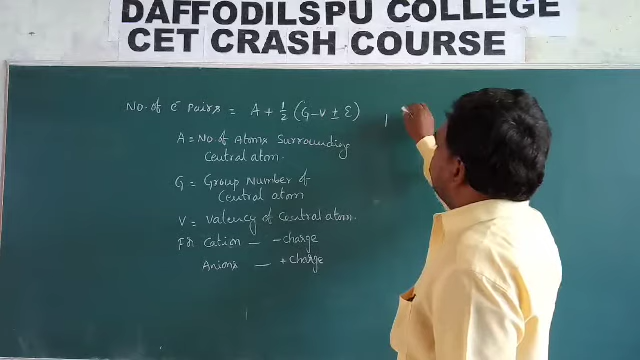 DAFFODILSPU COLLEGE
CET CRASH COURSE
No. of e Pairs = A + 1/2 (G - V ± E)
A = No. of Atoms Surrounding
Central atom.
G = Group Number of
Central atom
V = Valency of Central atom.
For Cation — - charge
Anions — + charge